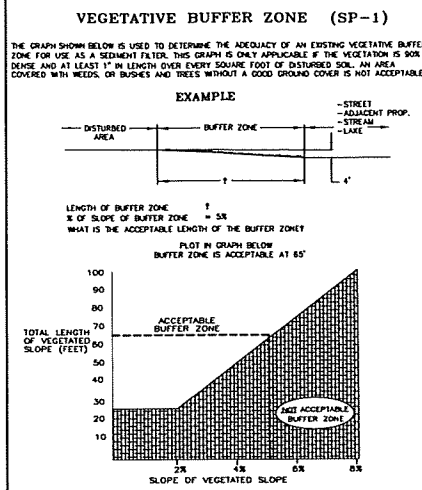 VEGETATIVE BUFFER ZONE (SP-1)
THE GRAPH SHOWN BELOW IS USED TO DETERMINE THE ADEQUACY OF AN EXISTING VEGETATIVE BUFFE
ZONE FOR USE AS A SEDIMENT FILTER. THIS GRAPH IS ONLY APPLICABLE IF THE VEGETATION IS 90%
DENSE AND AT LEAST 1" IN LENGTH OVER EVERY SQUARE FOOT OF DISTURBED SOIL. AN AREA
COVERED WITH WEEDS, OR BUSHES AND TREES WITHOUT A GOOD GROUND COVER IS NOT ACCEPTABLE
EXAMPLE
DISTURBED AREA
BUFFER ZONE
-STREET
-ADJACENT PROP.
-STREAM
-LAKE
?
4'
LENGTH OF BUFFER ZONE ?
% OF SLOPE OF BUFFER ZONE = 5%
WHAT IS THE ACCEPTABLE LENGTH OF THE BUFFER ZONE?
PLOT IN GRAPH BELOW
BUFFER ZONE IS ACCEPTABLE AT 65'
100
90
80
70
60
50
40
30
20
10
TOTAL LENGTH
OF VEGETATED
SLOPE (FEET)
ACCEPTABLE
BUFFER ZONE
NOT ACCEPTABLE
BUFFER ZONE
2% 4% 6% 8%
SLOPE OF VEGETATED SLOPE